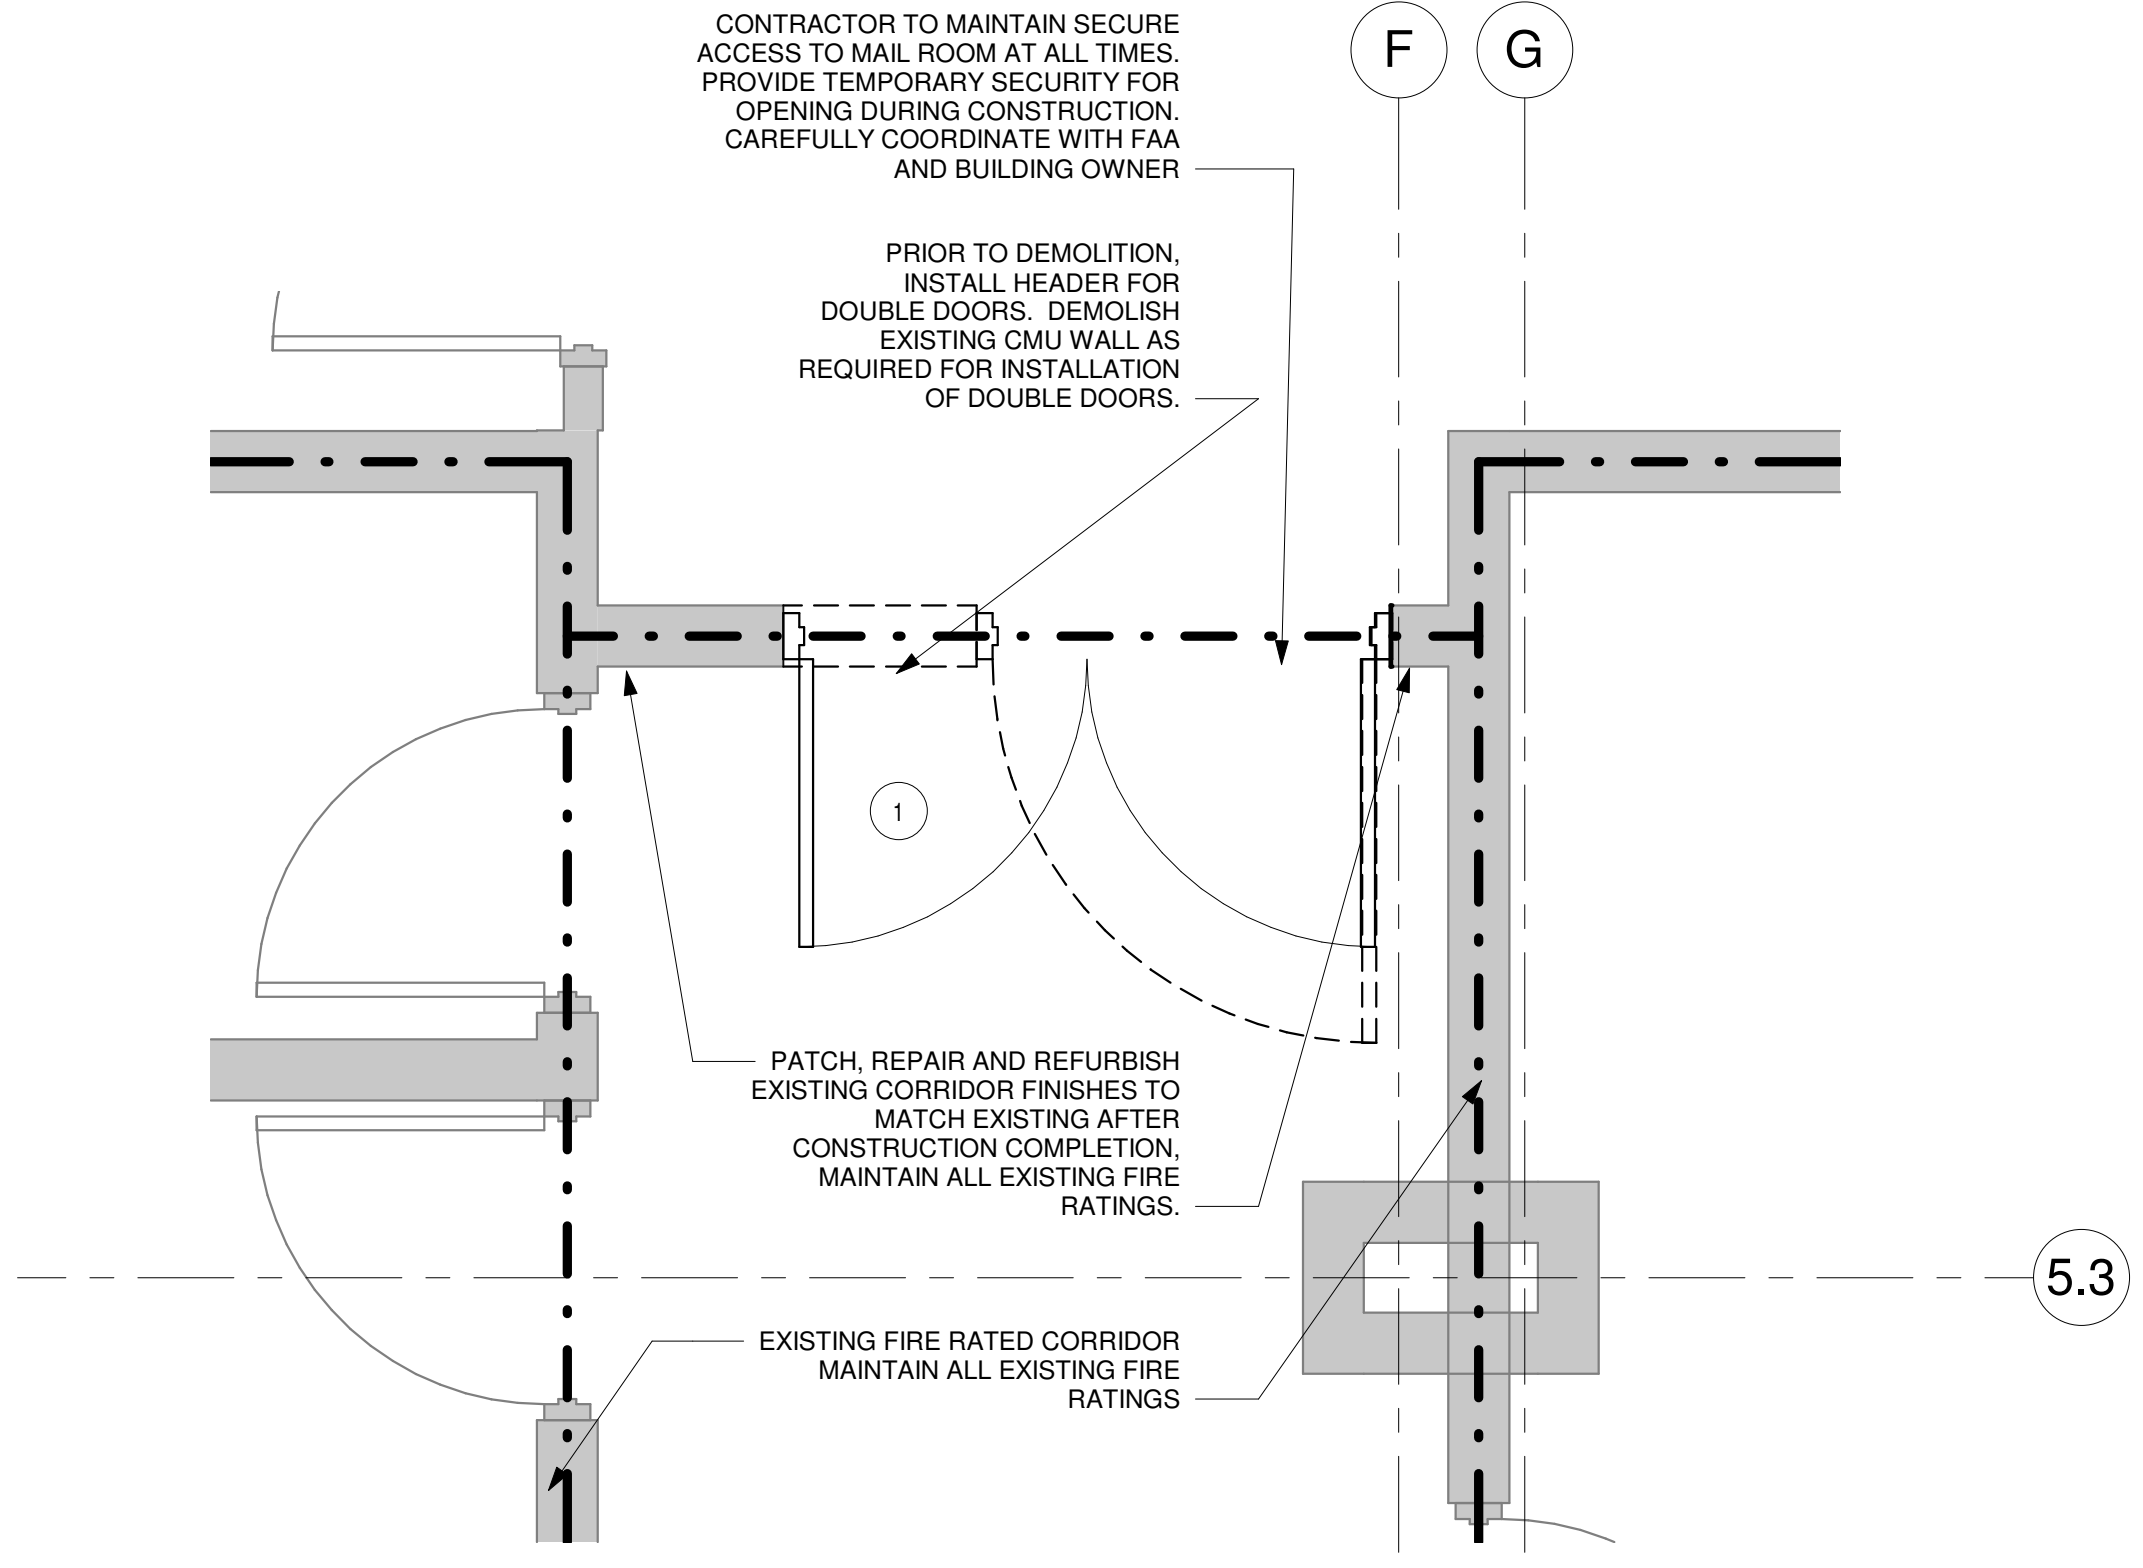 CONTRACTOR TO MAINTAIN SECURE
ACCESS TO MAIL ROOM AT ALL TIMES.
PROVIDE TEMPORARY SECURITY FOR
OPENING DURING CONSTRUCTION.
CAREFULLY COORDINATE WITH FAA
AND BUILDING OWNER
F
G
PRIOR TO DEMOLITION,
INSTALL HEADER FOR
DOUBLE DOORS.  DEMOLISH
EXISTING CMU WALL AS
REQUIRED FOR INSTALLATION
OF DOUBLE DOORS.
1
PATCH, REPAIR AND REFURBISH
EXISTING CORRIDOR FINISHES TO
MATCH EXISTING AFTER
CONSTRUCTION COMPLETION,
MAINTAIN ALL EXISTING FIRE
RATINGS.
5.3
EXISTING FIRE RATED CORRIDOR
MAINTAIN ALL EXISTING FIRE
RATINGS